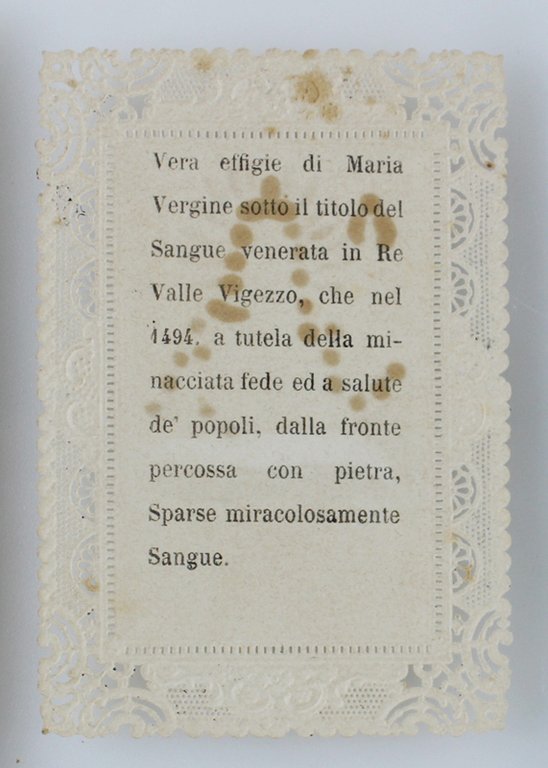 Vera effigie di Maria
Vergine sotto il titolo del
Sangue venerata in Re
Valle Vigezzo, che nel
1494. a tutela della mi-
nacciata fede ed a salute
de' popoli, dalla fronte
percossa con pietra,
Sparse miracolosamente
Sangue.